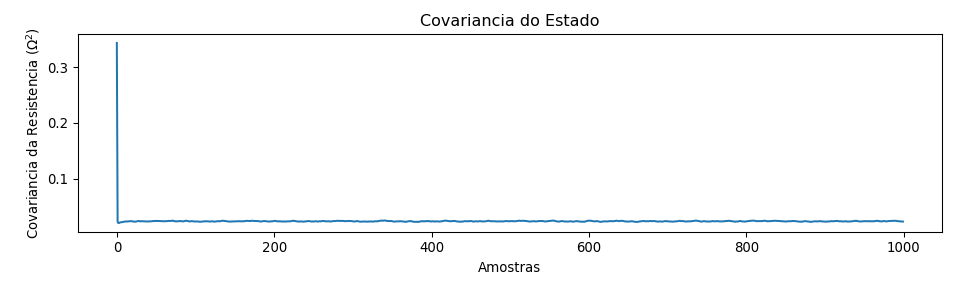 Covariancia do Estado
Covariancia da Resistencia (Ω²)
0.3
0.2
0.1
0 200 400 600 800 1000
Amostras